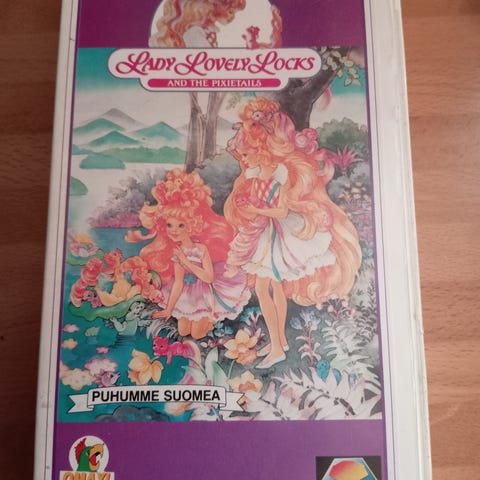 LADY LOVELY LOCKS
AND THE PIXIETAILS
PUHUMME SUOMEA